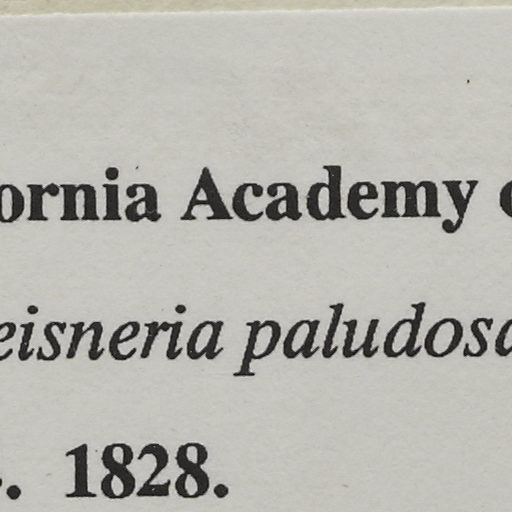 ornia Academy
eisneria paludosa
. 1828.